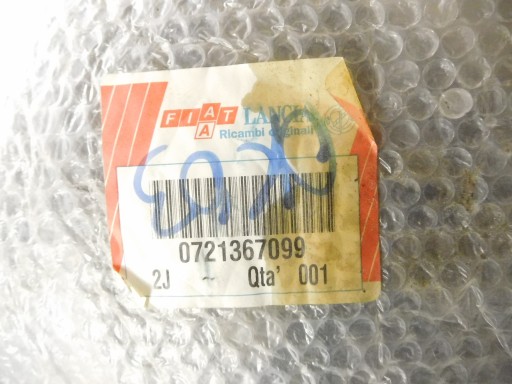 FIAT LANCIA
A
Ricambi originali
0721367099
2J ~ Qta' 001